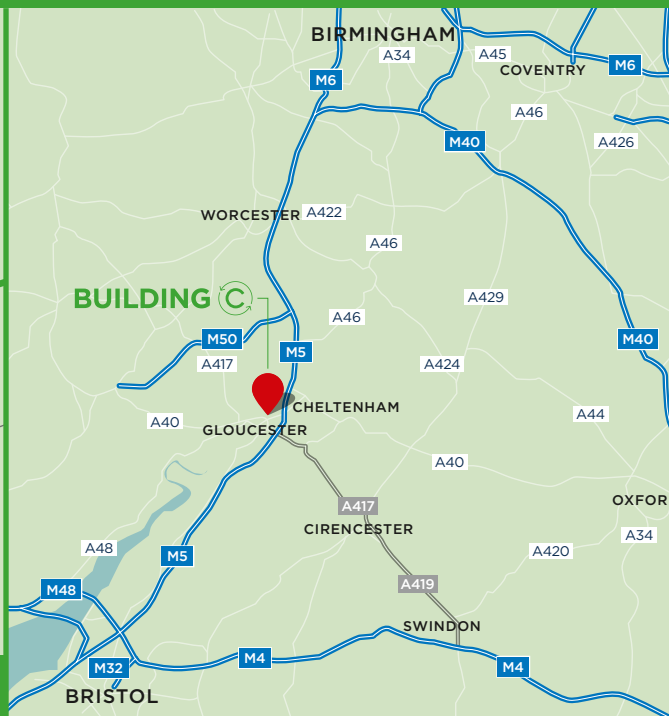 BIRMINGHAM
A34
A45
COVENTRY
M6
M6
A46
M40
A426
WORCESTER
A422
A46
BUILDING C
A429
A46
M50
M5
M40
A417
A424
CHELTENHAM
A44
A40
GLOUCESTER
A40
OXFOR
A417
CIRENCESTER
A34
A48
M5
A420
A419
M48
SWINDON
M4
M32
M4
BRISTOL